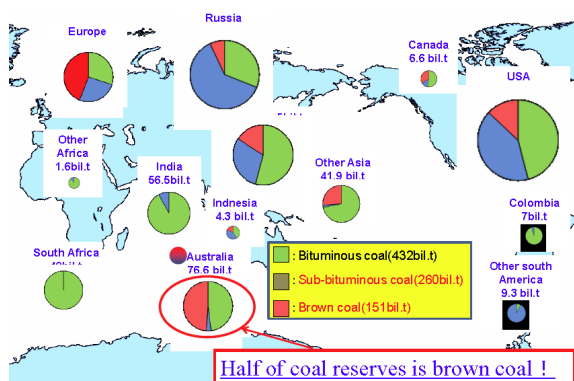 Europe
Russia
Canada
6.6 bil.t
USA
Other
Africa
1.6bil.t
India
56.5bil.t
Indnesia
4.3 bil.t
Other Asia
41.9 bil.t
Colombia
7bil.t
South Africa
Australia
76.6 bil.t
Other south
America
9.3 bil.t
: Bituminous coal(432bil.t)
: Sub-bituminous coal(260bil.t)
: Brown coal(151bil.t)
Half of coal reserves is brown coal !